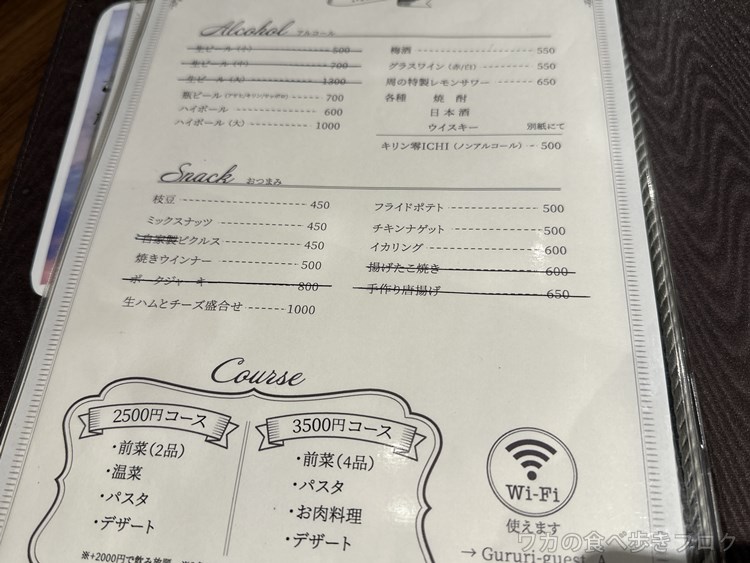 Alcohol アルコール
生ビール（小） 500
生ビール（中） 700
生ビール（大） 1300
瓶ビール 700
ハイボール 600
ハイボール（大） 1000
梅酒 550
グラスワイン（赤/白） 550
周の特製レモンサワー 650
各種 焼酎
日本酒
ウイスキー 別紙にて
キリン零ICHI（ノンアルコール） 500
Snack おつまみ
枝豆 450
ミックスナッツ 450
自家製ピクルス 450
焼きウインナー 500
ポークジャーキー 800
生ハムとチーズ盛合せ 1000
フライドポテト 500
チキンナゲット 500
イカリング 600
揚げたこ焼き 600
手作り唐揚げ 650
Course
2500円コース
・前菜(2品)
・温菜
・パスタ
・デザート
※+2000円で飲み放題
3500円コース
・前菜(4品)
・パスタ
・お肉料理
・デザート
Wi-Fi
使えます
→ Gururi-guest A
ワカの食べ歩きブログ